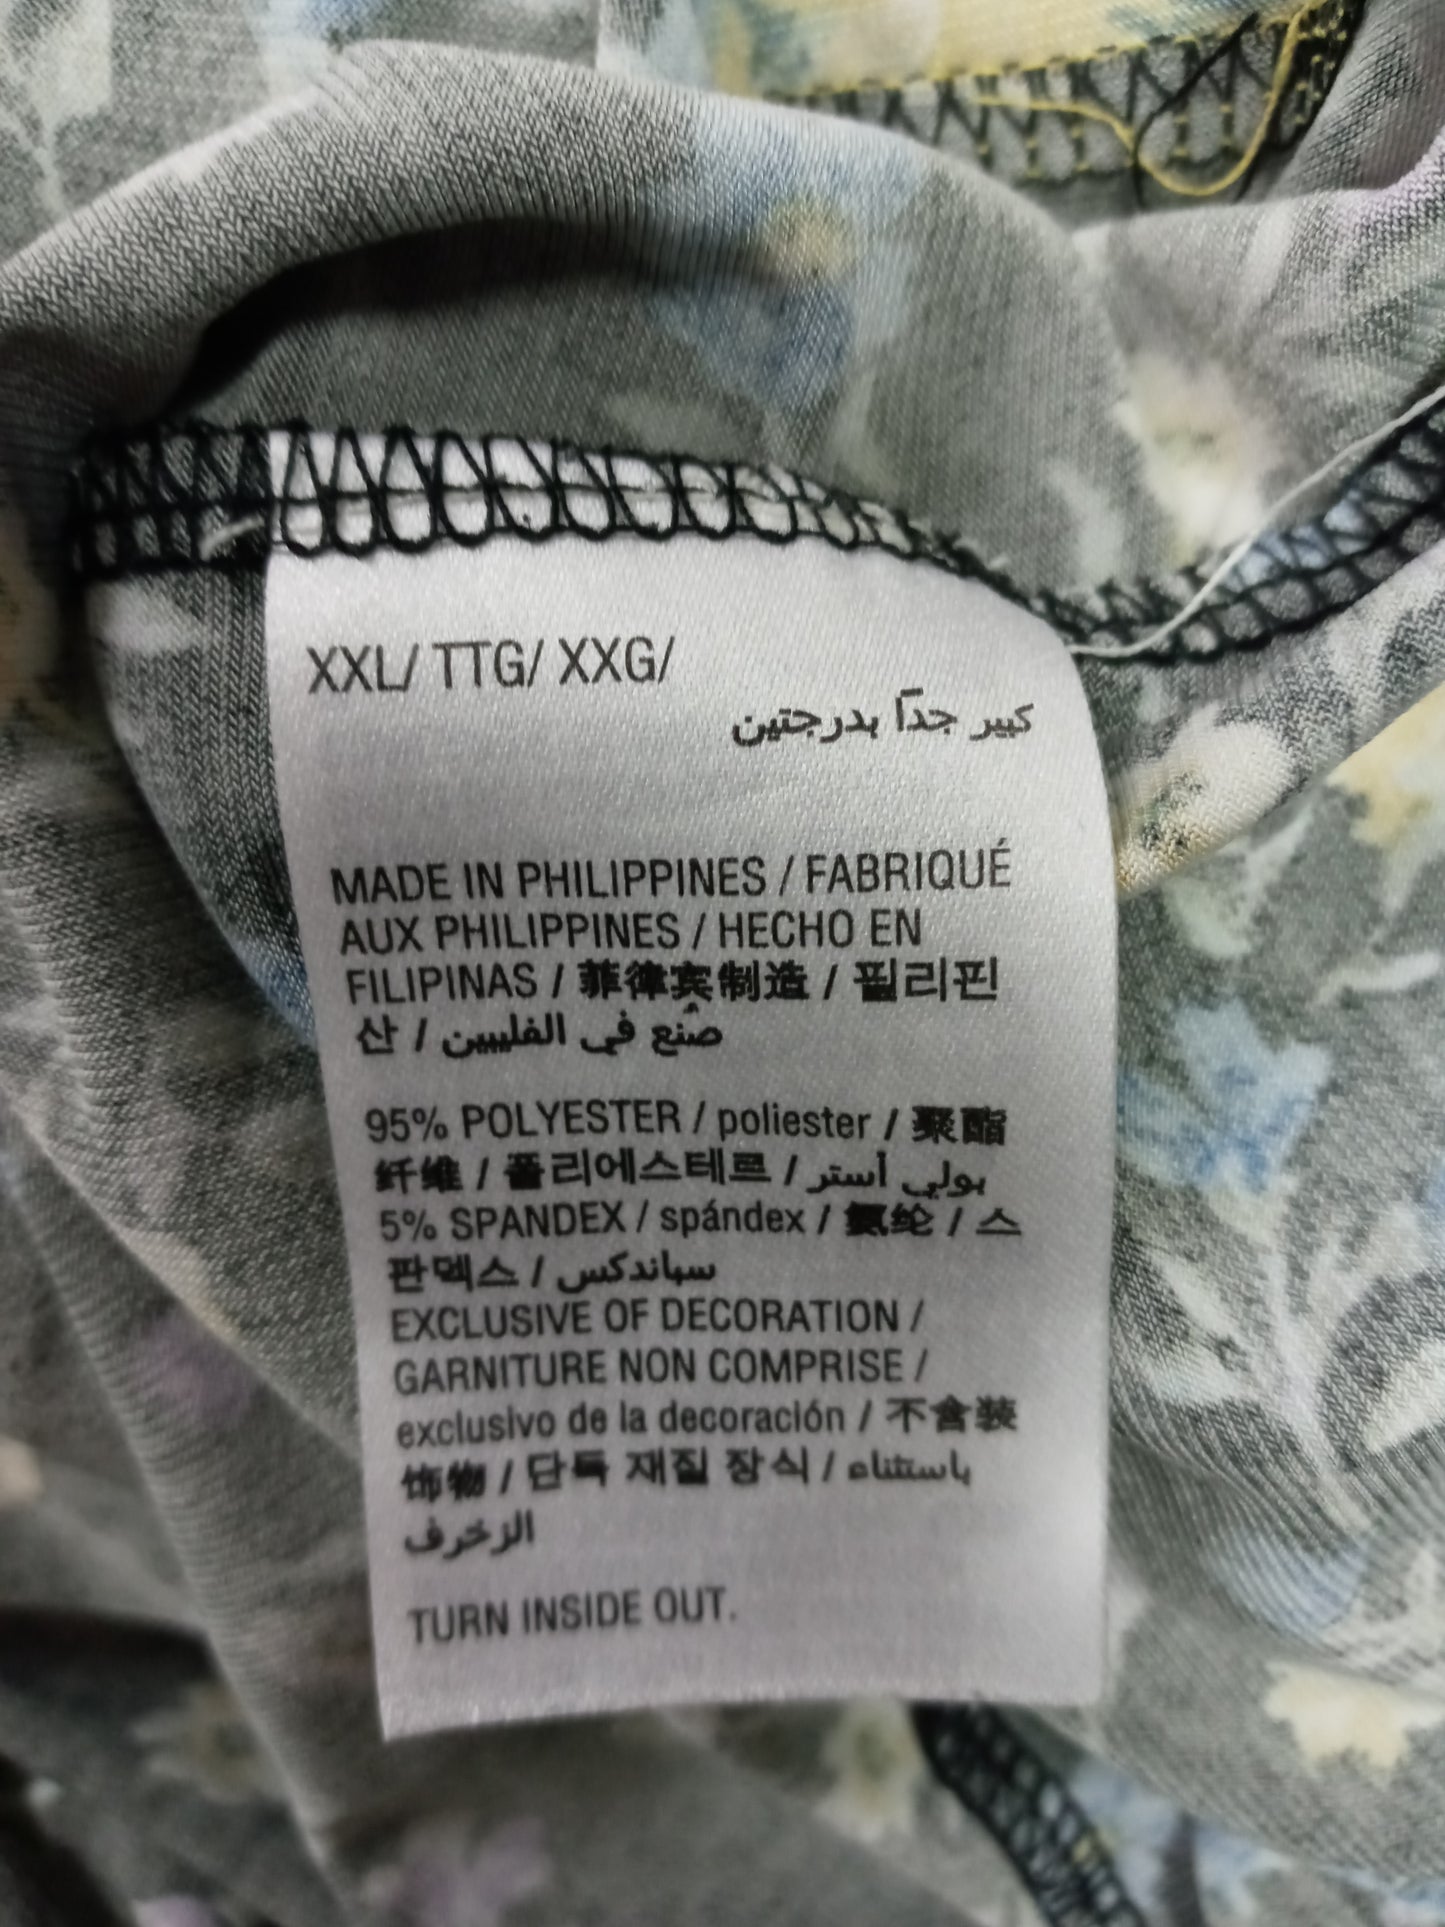 XXL/ TTG/ XXG/
كبير جدًا بدرجتين
MADE IN PHILIPPINES / FABRIQUÉ
AUX PHILIPPINES / HECHO EN
FILIPINAS / 菲律宾制造 / 필리핀
산 / صُنع في الفلبين
95% POLYESTER / poliester / 聚酯
纤维 / 폴리에스테르 / بولي أستر
5% SPANDEX / spándex / 氨纶 / 스
판덱스 / سباندكس
EXCLUSIVE OF DECORATION /
GARNITURE NON COMPRISE /
exclusivo de la decoración / 不含装
饰物 / 단독 재질 장식 / باستثناء
الزخرف
TURN INSIDE OUT.